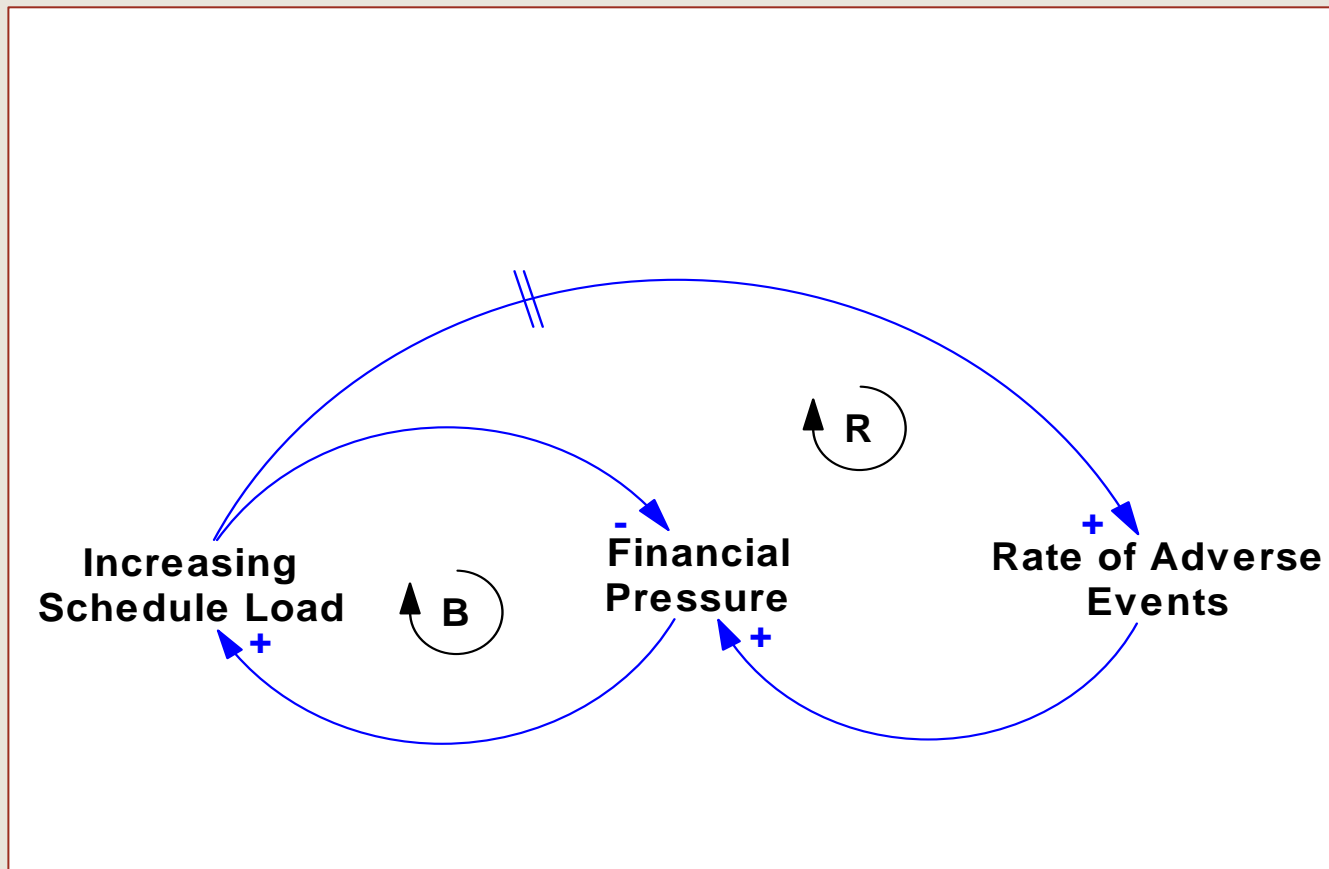 R
-
+
Increasing
Schedule Load
Financial
Pressure
Rate of Adverse
Events
B
+
+